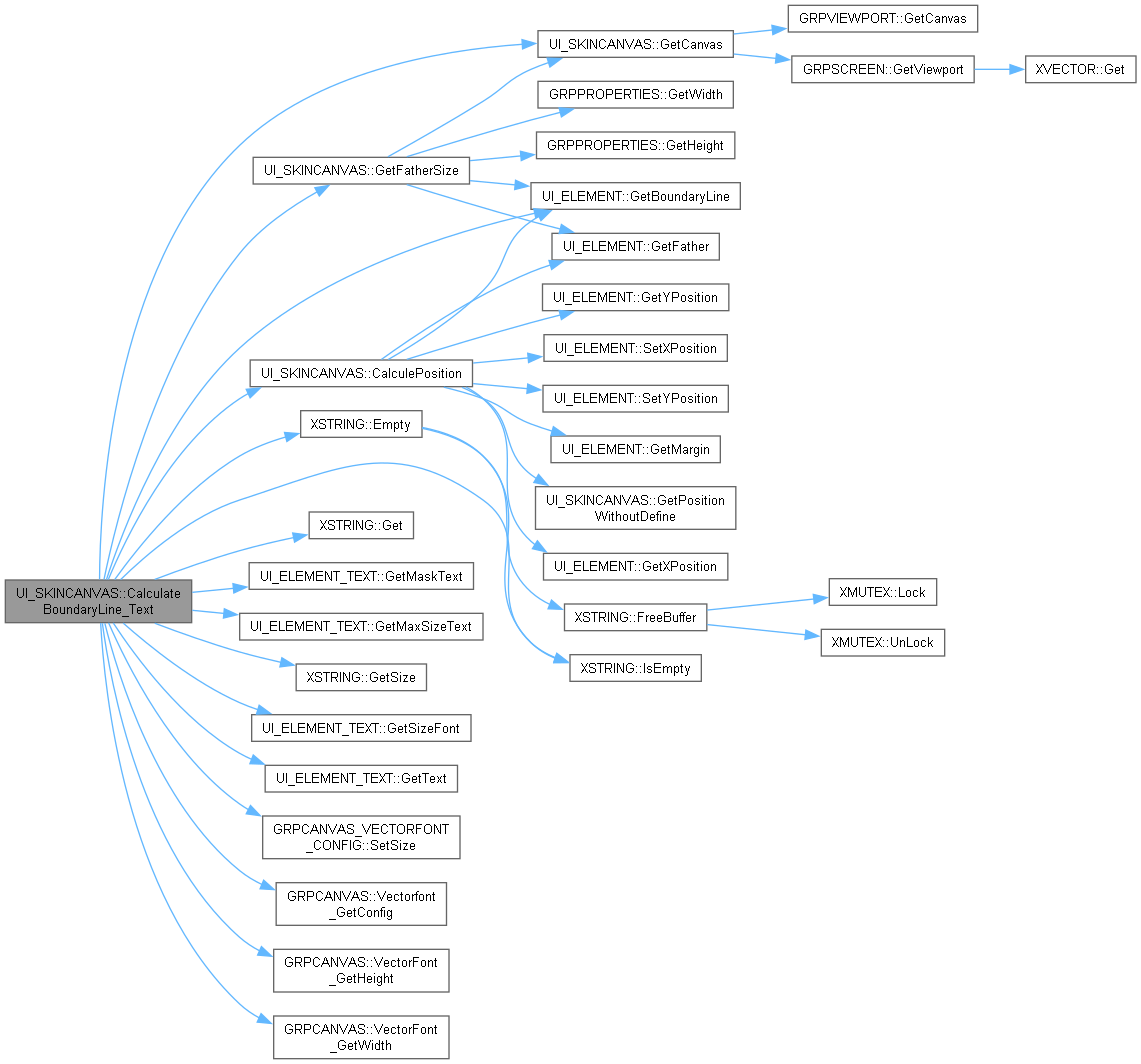 GRPVIEWPORT::GetCanvas
UI_SKINCANVAS::GetCanvas
GRPSCREEN::GetViewport
XVECTOR::Get
GRPPROPERTIES::GetWidth
GRPPROPERTIES::GetHeight
UI_SKINCANVAS::GetFatherSize
UI_ELEMENT::GetBoundaryLine
UI_ELEMENT::GetFather
UI_ELEMENT::GetYPosition
UI_ELEMENT::SetXPosition
UI_SKINCANVAS::CalculePosition
UI_ELEMENT::SetYPosition
XSTRING::Empty
UI_ELEMENT::GetMargin
UI_SKINCANVAS::GetPosition
WithoutDefine
XSTRING::Get
UI_ELEMENT::GetXPosition
UI_ELEMENT_TEXT::GetMaskText
UI_SKINCANVAS::Calculate
BoundaryLine_Text
XMUTEX::Lock
XSTRING::FreeBuffer
UI_ELEMENT_TEXT::GetMaxSizeText
XMUTEX::UnLock
XSTRING::IsEmpty
XSTRING::GetSize
UI_ELEMENT_TEXT::GetSizeFont
UI_ELEMENT_TEXT::GetText
GRPCANVAS_VECTORFONT
_CONFIG::SetSize
GRPCANVAS::Vectorfont
_GetConfig
GRPCANVAS::VectorFont
_GetHeight
GRPCANVAS::VectorFont
_GetWidth